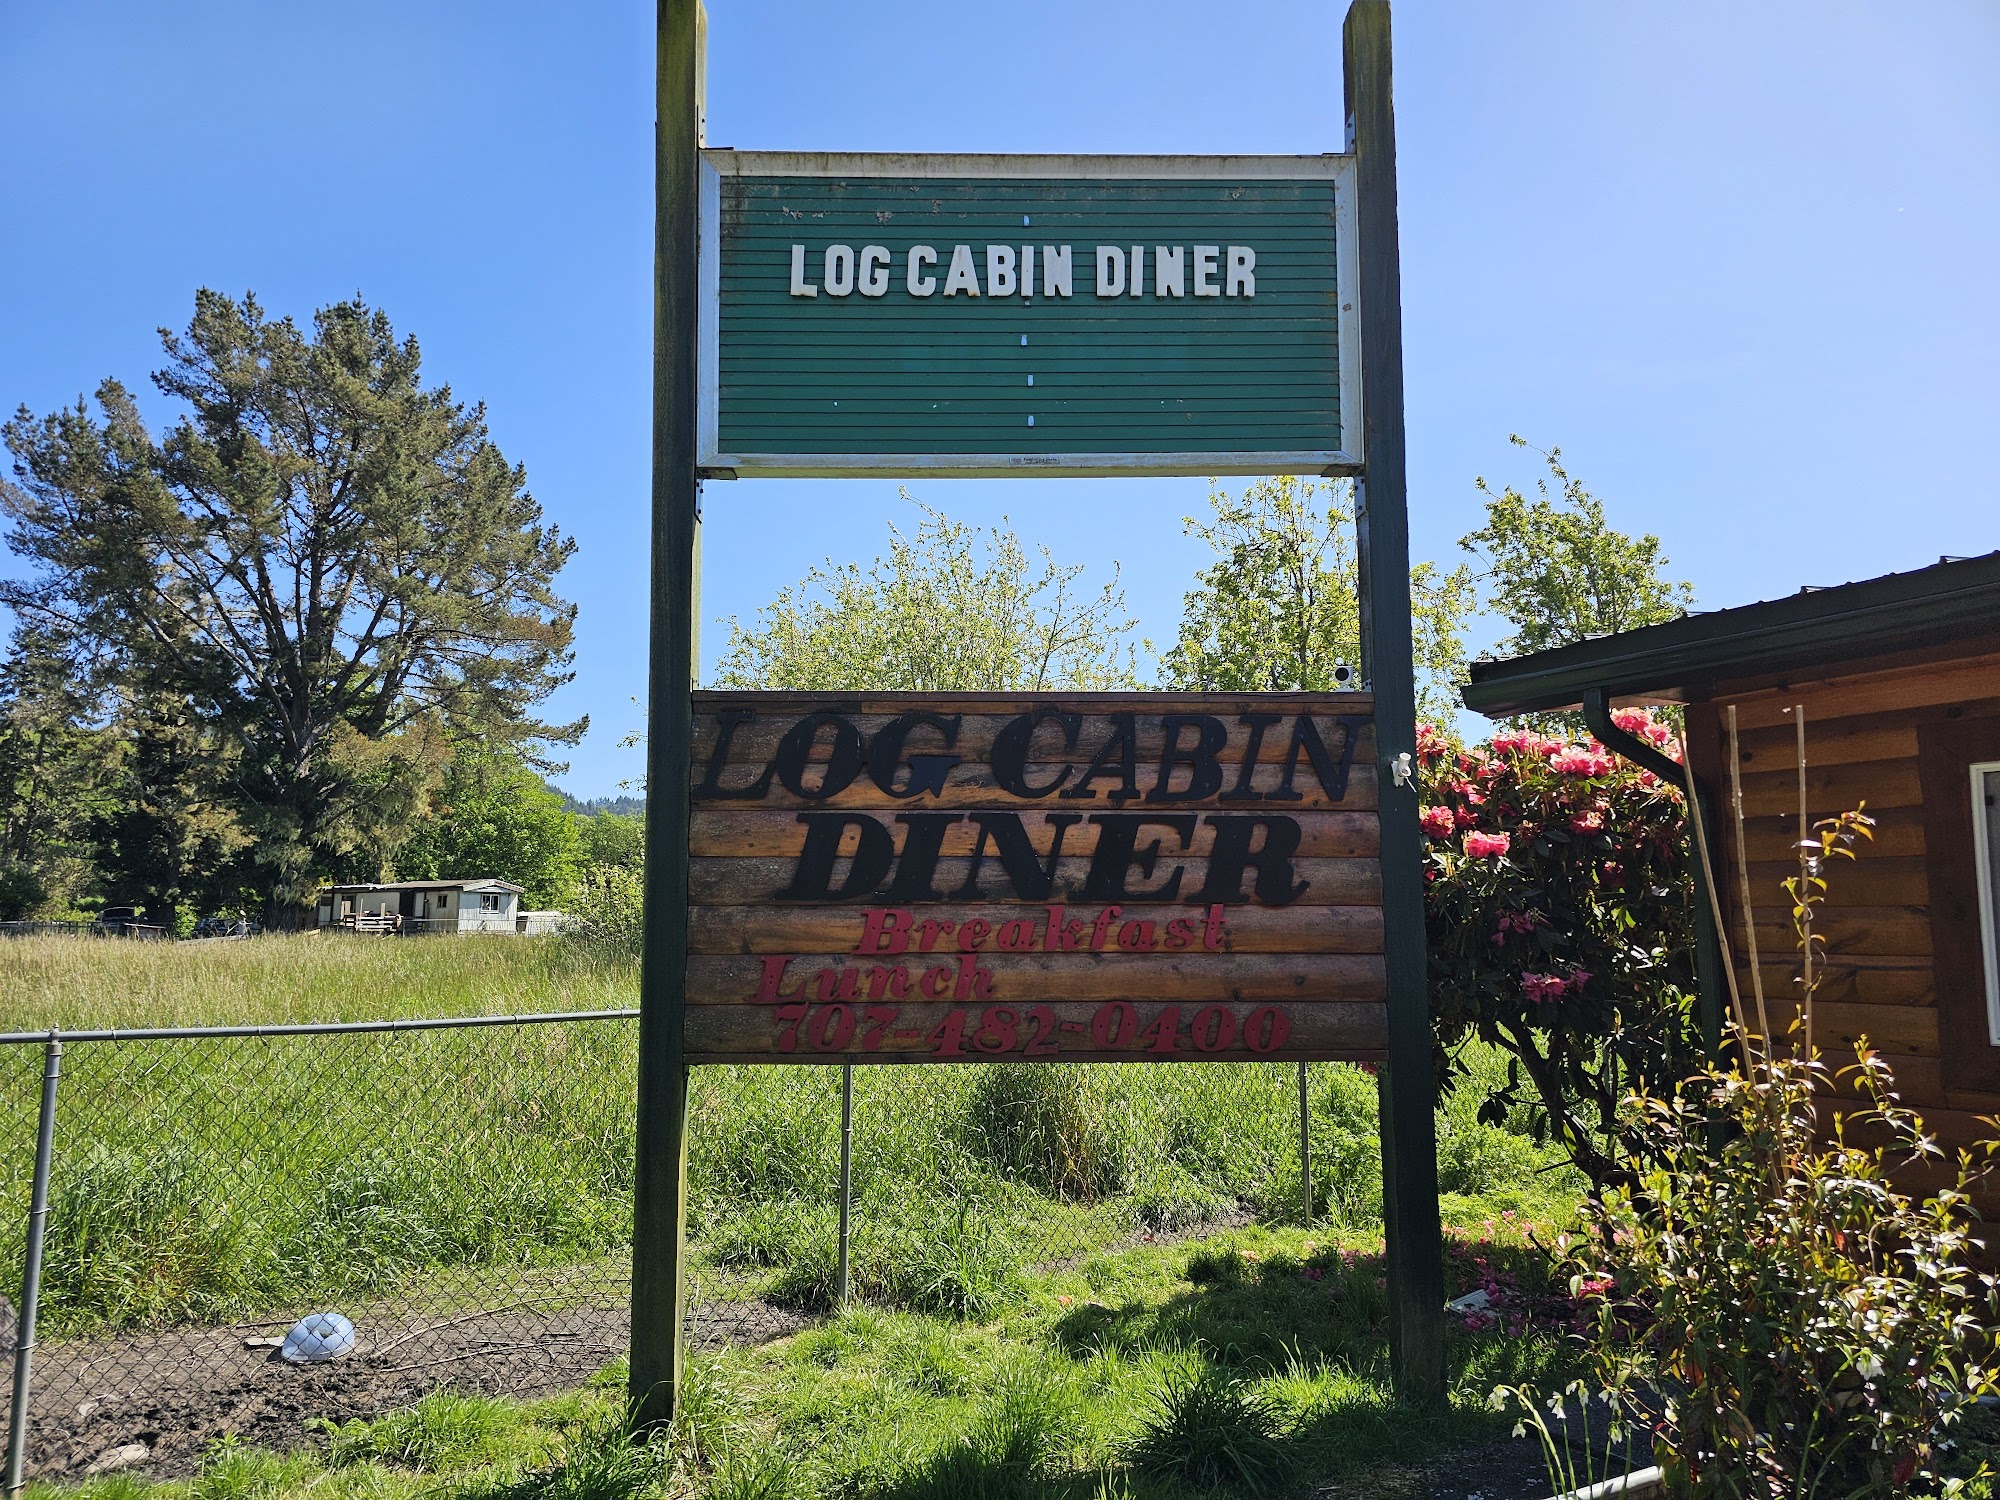 LOG CABIN DINER
LOG CABIN
DINER
Breakfast
Lunch
707-482-0400